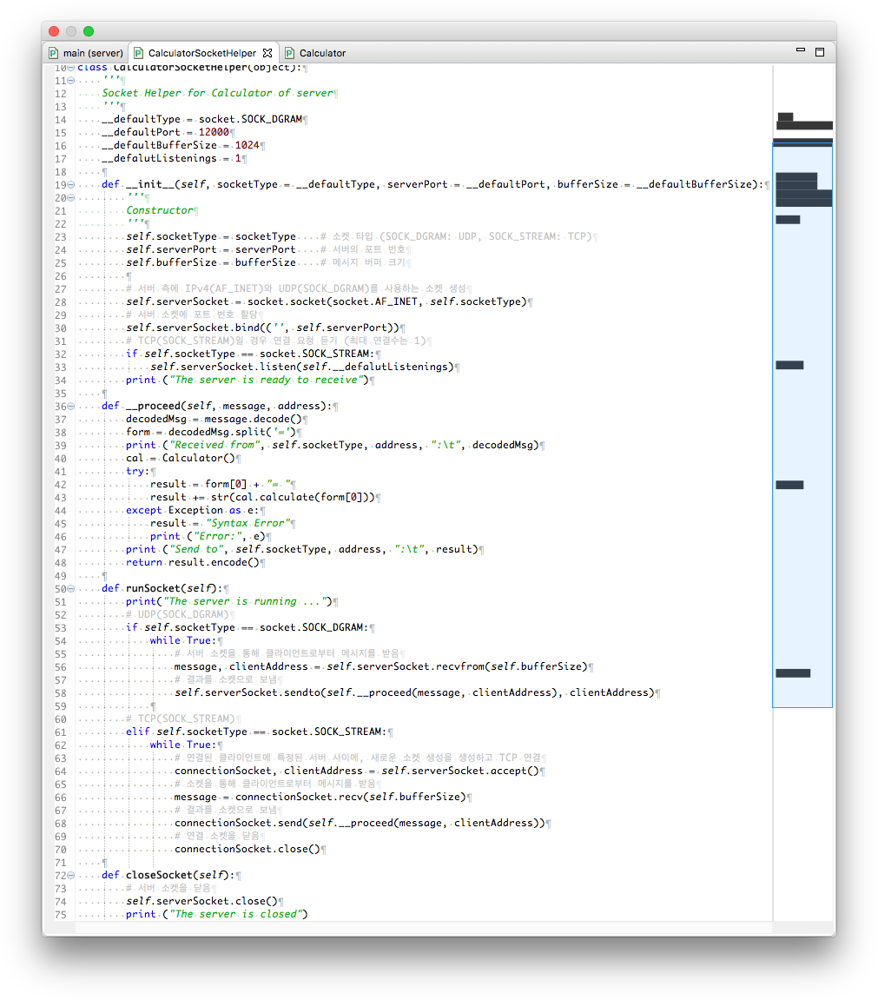 main (server) CalculatorSocketHelper Calculator
10 class CalculatorSocketHelper(object):
11     '''
12     Socket Helper for Calculator of server
13     '''
14     __defaultType = socket.SOCK_DGRAM
15     __defaultPort = 12000
16     __defaultBufferSize = 1024
17     __defalutListenings = 1
18
19     def __init__(self, socketType = __defaultType, serverPort = __defaultPort, bufferSize = __defaultBufferSize):
20         '''
21         Constructor
22         '''
23         self.socketType = socketType    # 소켓 타입 (SOCK_DGRAM: UDP, SOCK_STREAM: TCP)
24         self.serverPort = serverPort    # 서버의 포트 번호
25         self.bufferSize = bufferSize    # 메시지 버퍼 크기
26
27         # 서버 측에 IPv4(AF_INET)와 UDP(SOCK_DGRAM)를 사용하는 소켓 생성
28         self.serverSocket = socket.socket(socket.AF_INET, self.socketType)
29         # 서버 소켓에 포트 번호 할당
30         self.serverSocket.bind(('', self.serverPort))
31         # TCP(SOCK_STREAM)일 경우 연결 요청 듣기 (최대 연결수는 1)
32         if self.socketType == socket.SOCK_STREAM:
33             self.serverSocket.listen(self.__defalutListenings)
34         print ("The server is ready to receive")
35
36     def __proceed(self, message, address):
37         decodedMsg = message.decode()
38         form = decodedMsg.split('=')
39         print ("Received from", self.socketType, address, ":\t", decodedMsg)
40         cal = Calculator()
41         try:
42             result = form[0] + "= "
43             result += str(cal.calculate(form[0]))
44         except Exception as e:
45             result = "Syntax Error"
46             print ("Error:", e)
47         print ("Send to", self.socketType, address, ":\t", result)
48         return result.encode()
49
50     def runSocket(self):
51         print("The server is running ...")
52         # UDP(SOCK_DGRAM)
53         if self.socketType == socket.SOCK_DGRAM:
54             while True:
55                 # 서버 소켓을 통해 클라이언트로부터 메시지를 받음
56                 message, clientAddress = self.serverSocket.recvfrom(self.bufferSize)
57                 # 결과를 소켓으로 보냄
58                 self.serverSocket.sendto(self.__proceed(message, clientAddress), clientAddress)
59
60         # TCP(SOCK_STREAM)
61         elif self.socketType == socket.SOCK_STREAM:
62             while True:
63                 # 연결된 클라이언트에 특정된 서버 사이에, 새로운 소켓 생성을 생성하고 TCP 연결
64                 connectionSocket, clientAddress = self.serverSocket.accept()
65                 # 소켓을 통해 클라이언트로부터 메시지를 받음
66                 message = connectionSocket.recv(self.bufferSize)
67                 # 결과를 소켓으로 보냄
68                 connectionSocket.send(self.__proceed(message, clientAddress))
69                 # 연결 소켓을 닫음
70                 connectionSocket.close()
71
72     def closeSocket(self):
73         # 서버 소켓을 닫음
74         self.serverSocket.close()
75         print ("The server is closed")